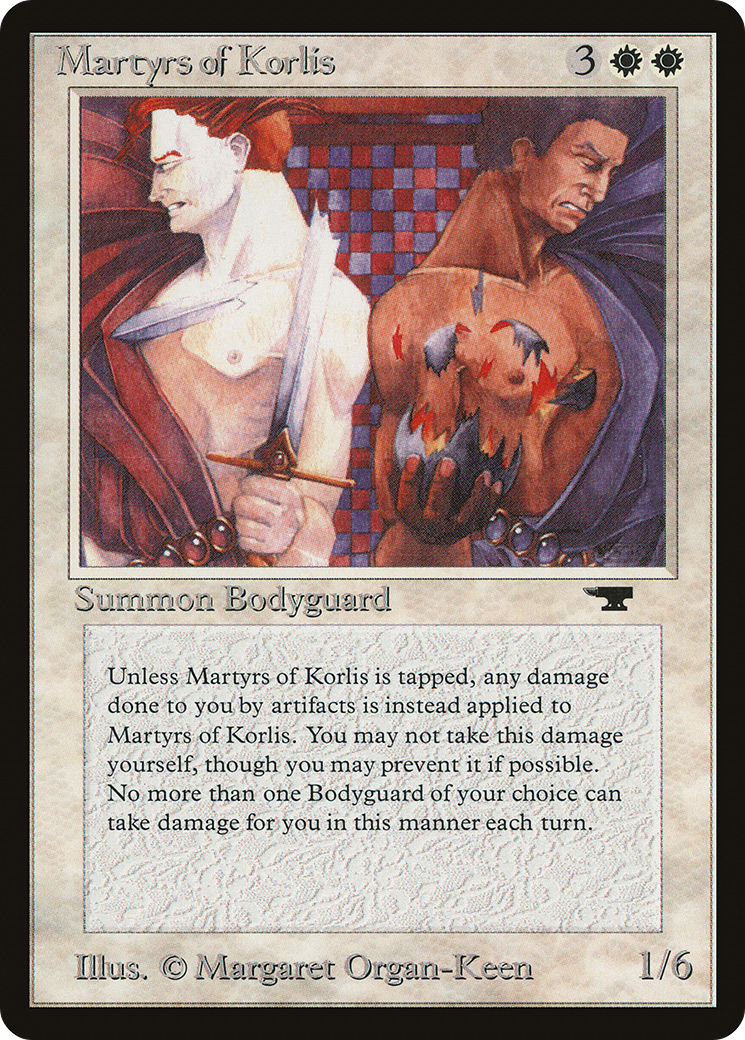 Martyrs of Korlis 3
Summon Bodyguard
Unless Martyrs of Korlis is tapped, any damage
done to you by artifacts is instead applied to
Martyrs of Korlis. You may not take this damage
yourself, though you may prevent it if possible.
No more than one Bodyguard of your choice can
take damage for you in this manner each turn.
Illus. © Margaret Organ-Keen 1/6